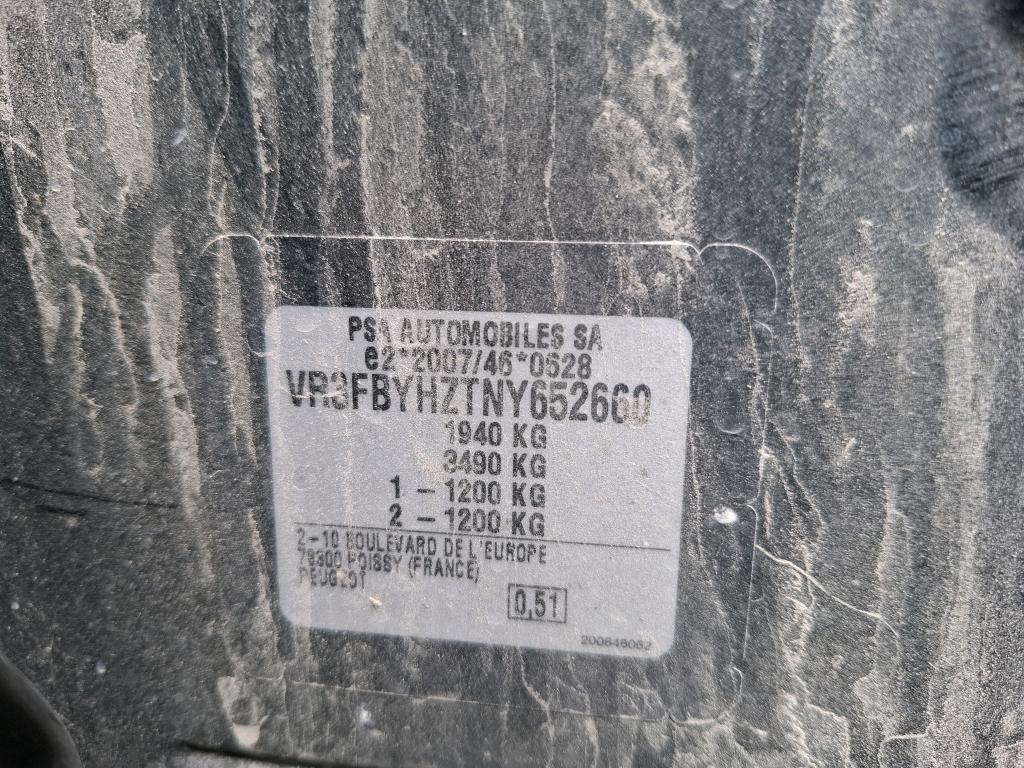 PSA AUTOMOBILES SA
e2*2007/46*0628
VR3FBYHZTNY652660
1940 KG
3490 KG
1 – 1200 KG
2 – 1200 KG
2-10 BOULEVARD DE L'EUROPE
78300 POISSY (FRANCE)
PEUGEOT
0,51
200646062